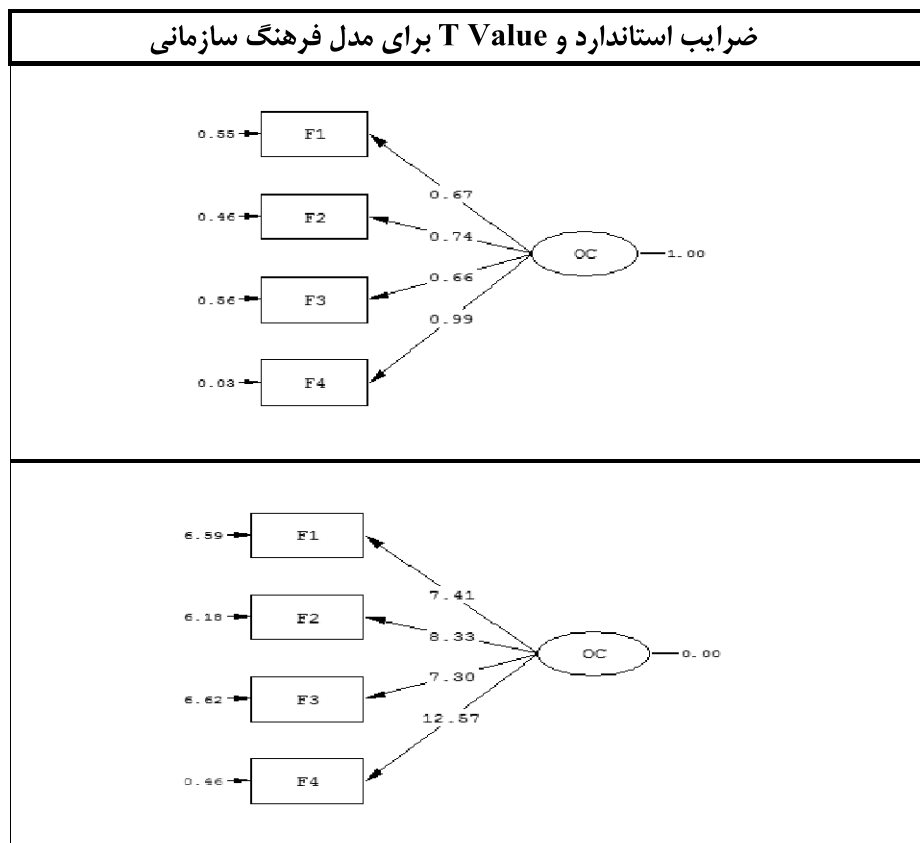 ضرایب استاندارد و T Value برای مدل فرهنگ سازمانی
0.55 F1
0.67
0.46 F2
0.74
OC 1.00
0.66
0.56 F3
0.99
0.03 F4
6.59 F1
7.41
6.18 F2
8.33
OC 0.00
7.30
6.62 F3
12.57
0.46 F4